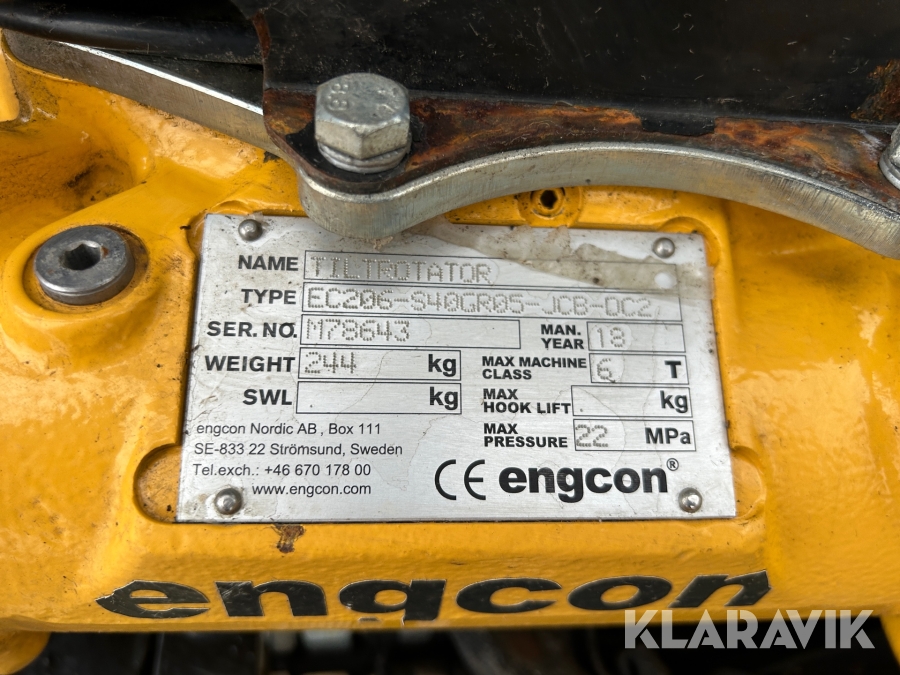 NAME TILTROTATOR
TYPE EC206-S40GR05-JCB-DC2
SER. NO. M78643 MAN. YEAR 18
WEIGHT 244 kg MAX MACHINE CLASS 6 T
SWL kg MAX HOOK LIFT kg
MAX PRESSURE 22 MPa
engcon Nordic AB , Box 111
SE-833 22 Strömsund, Sweden
Tel.exch.: +46 670 178 00
www.engcon.com
CE engcon®
engcon
KLARAVIK